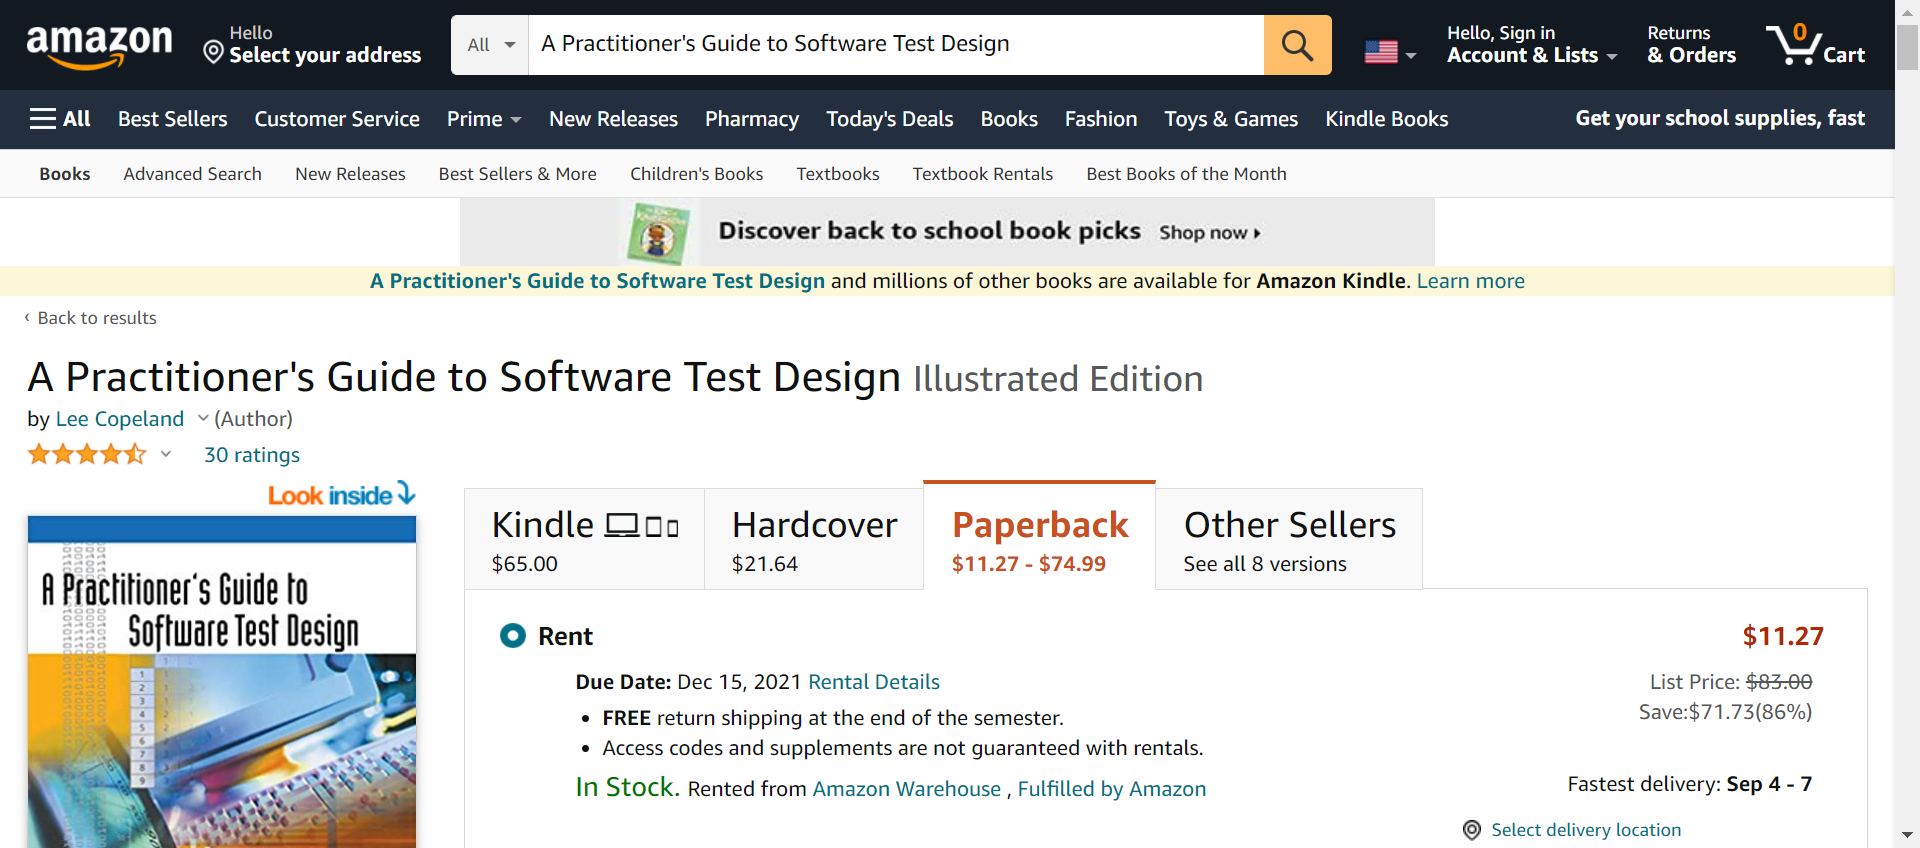 amazon
Hello
Select your address
All
A Practitioner's Guide to Software Test Design
Hello, Sign in
Account & Lists
Returns
& Orders
0
Cart
All
Best Sellers
Customer Service
Prime
New Releases
Pharmacy
Today's Deals
Books
Fashion
Toys & Games
Kindle Books
Get your school supplies, fast
Books
Advanced Search
New Releases
Best Sellers & More
Children's Books
Textbooks
Textbook Rentals
Best Books of the Month
Discover back to school book picks Shop now
A Practitioner's Guide to Software Test Design and millions of other books are available for Amazon Kindle. Learn more
‹ Back to results
A Practitioner's Guide to Software Test Design Illustrated Edition
by Lee Copeland (Author)
30 ratings
Look inside
A Practitioner's Guide to
Software Test Design
1
2
3
4
5
6
7
8
9
Kindle
$65.00
Hardcover
$21.64
Paperback
$11.27 - $74.99
Other Sellers
See all 8 versions
Rent
$11.27
Due Date: Dec 15, 2021 Rental Details
List Price: $83.00
Save:$71.73(86%)
• FREE return shipping at the end of the semester.
• Access codes and supplements are not guaranteed with rentals.
In Stock. Rented from Amazon Warehouse , Fulfilled by Amazon
Fastest delivery: Sep 4 - 7
Select delivery location